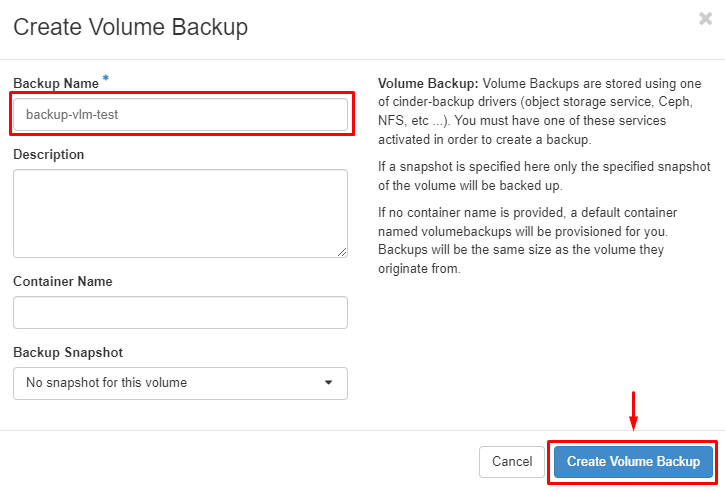 Create Volume Backup
×
Backup Name *
backup-vlm-test
Description
Container Name
Backup Snapshot
No snapshot for this volume
Volume Backup: Volume Backups are stored using one
of cinder-backup drivers (object storage service, Ceph,
NFS, etc ...). You must have one of these services
activated in order to create a backup.
If a snapshot is specified here only the specified snapshot
of the volume will be backed up.
If no container name is provided, a default container
named volumebackups will be provisioned for you.
Backups will be the same size as the volume they
originate from.
Cancel
Create Volume Backup